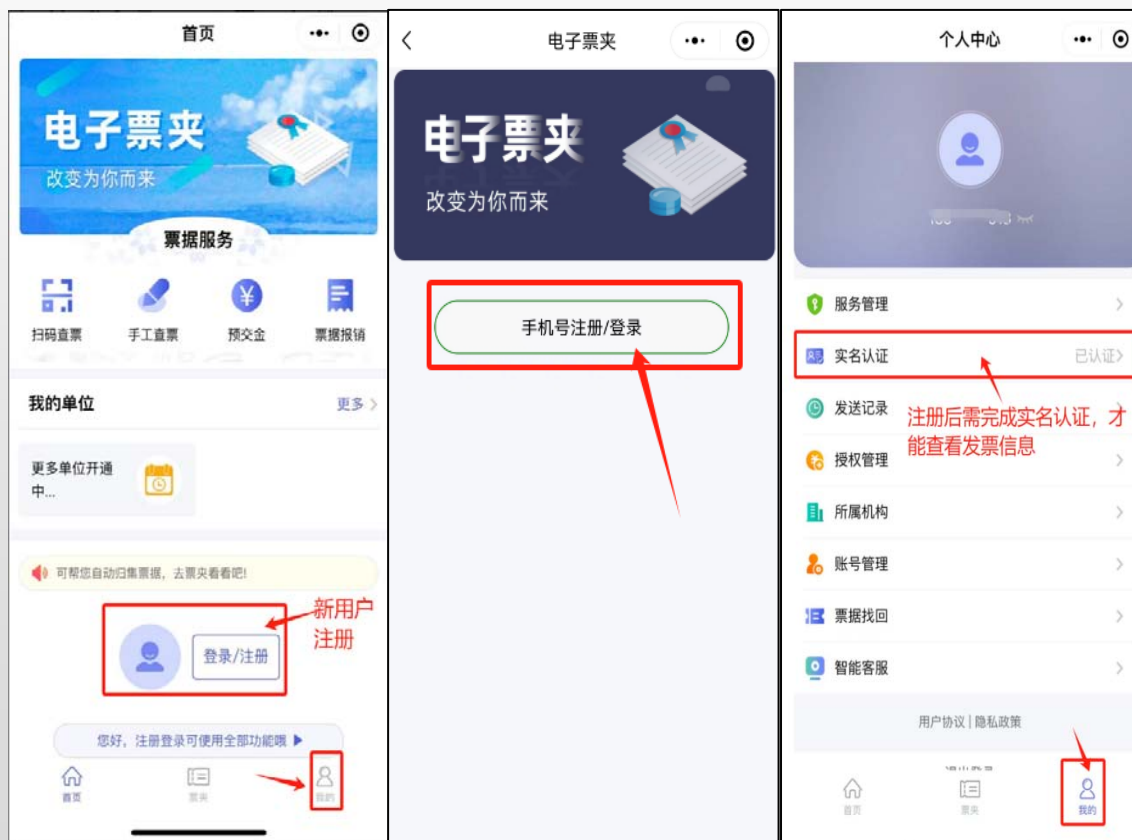 首页
电子票夹
改变为你而来
票据服务
扫码直票
手工直票
预交金
票据报销
我的单位
更多
更多单位开通
中...
可帮您自动归集票据，去票夹看看吧!
新用户
注册
登录/注册
您好，注册登录可使用全部功能哦
首页
票夹
我的
电子票夹
电子票夹
改变为你而来
手机号注册/登录
个人中心
服务管理
实名认证
已认证
发送记录
注册后需完成实名认证，才
能查看发票信息
授权管理
所属机构
账号管理
票据找回
智能客服
用户协议 | 隐私政策
首页
票夹
我的